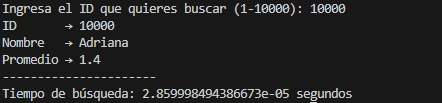 Ingresa el ID que quieres buscar (1-10000): 10000
ID → 10000
Nombre → Adriana
Promedio → 1.4
----------------------
Tiempo de búsqueda: 2.859998494386673e-05 segundos